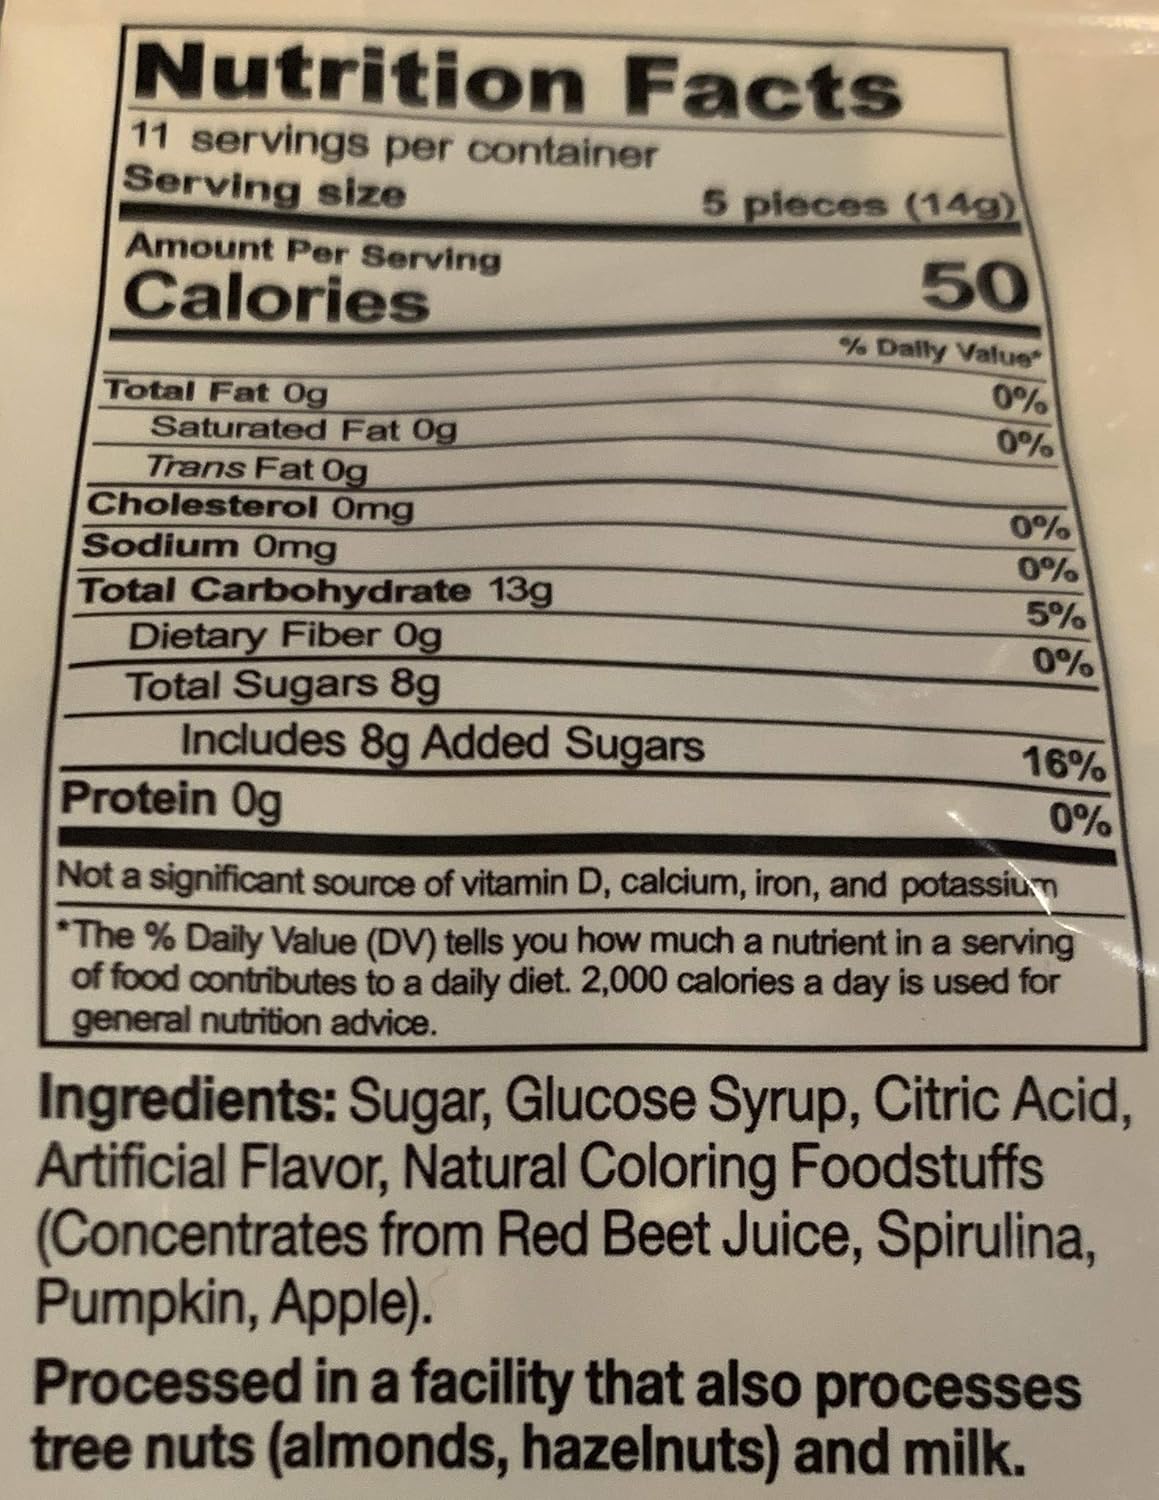 Nutrition Facts
11 servings per container
Serving size 5 pieces (14g)
Amount Per Serving
Calories 50
% Daily Value*
Total Fat 0g 0%
Saturated Fat 0g 0%
Trans Fat 0g
Cholesterol 0mg 0%
Sodium 0mg 0%
Total Carbohydrate 13g 5%
Dietary Fiber 0g 0%
Total Sugars 8g
Includes 8g Added Sugars 16%
Protein 0g 0%
Not a significant source of vitamin D, calcium, iron, and potassium
*The % Daily Value (DV) tells you how much a nutrient in a serving
of food contributes to a daily diet. 2,000 calories a day is used for
general nutrition advice.
Ingredients: Sugar, Glucose Syrup, Citric Acid,
Artificial Flavor, Natural Coloring Foodstuffs
(Concentrates from Red Beet Juice, Spirulina,
Pumpkin, Apple).
Processed in a facility that also processes
tree nuts (almonds, hazelnuts) and milk.